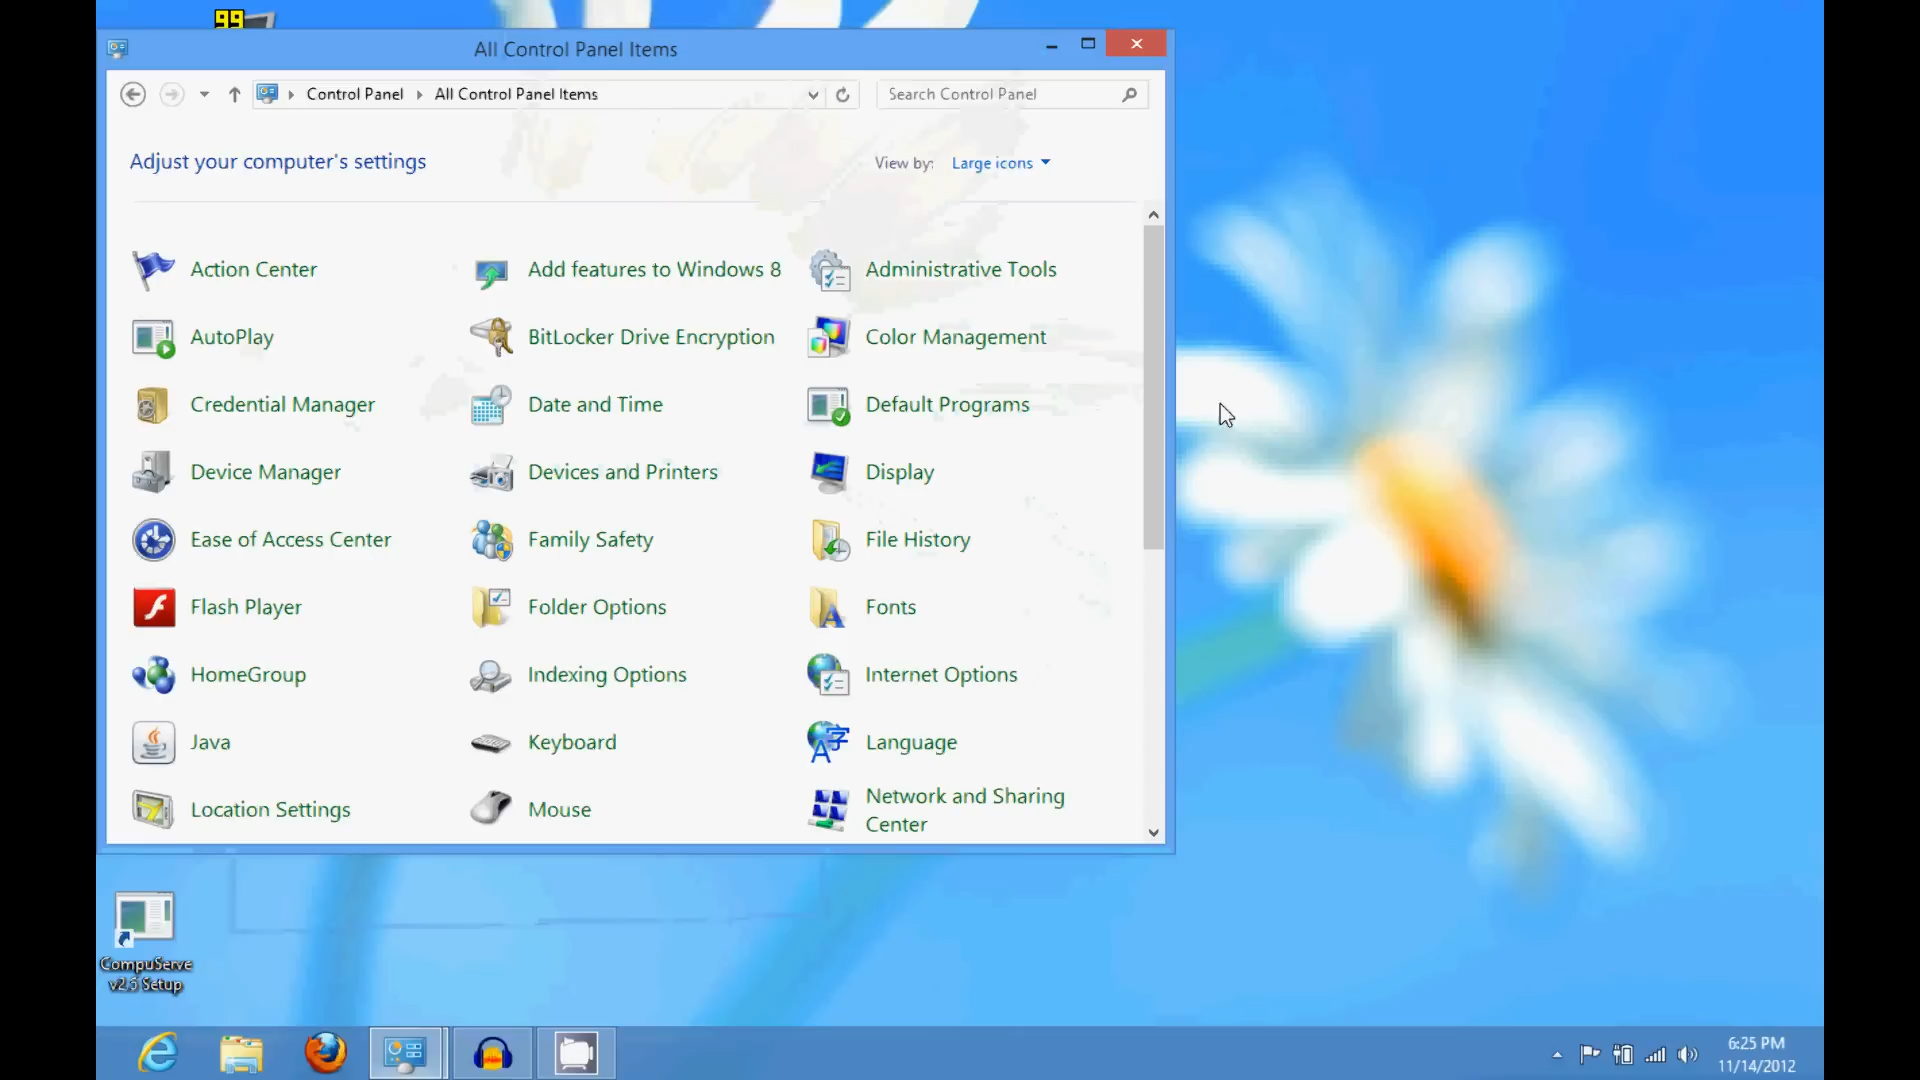 99
All Control Panel Items
Control Panel All Control Panel Items
Search Control Panel
Adjust your computer's settings
View by: Large icons
Action Center
Add features to Windows 8
Administrative Tools
AutoPlay
BitLocker Drive Encryption
Color Management
Credential Manager
Date and Time
Default Programs
Device Manager
Devices and Printers
Display
Ease of Access Center
Family Safety
File History
Flash Player
Folder Options
Fonts
HomeGroup
Indexing Options
Internet Options
Java
Keyboard
Language
Location Settings
Mouse
Network and Sharing
Center
CompuServe
Setup
6:25 PM
11/14/2012